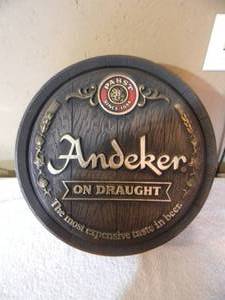 PABST
SINCE 1844
Andeker
ON DRAUGHT
The most expensive taste in beer.